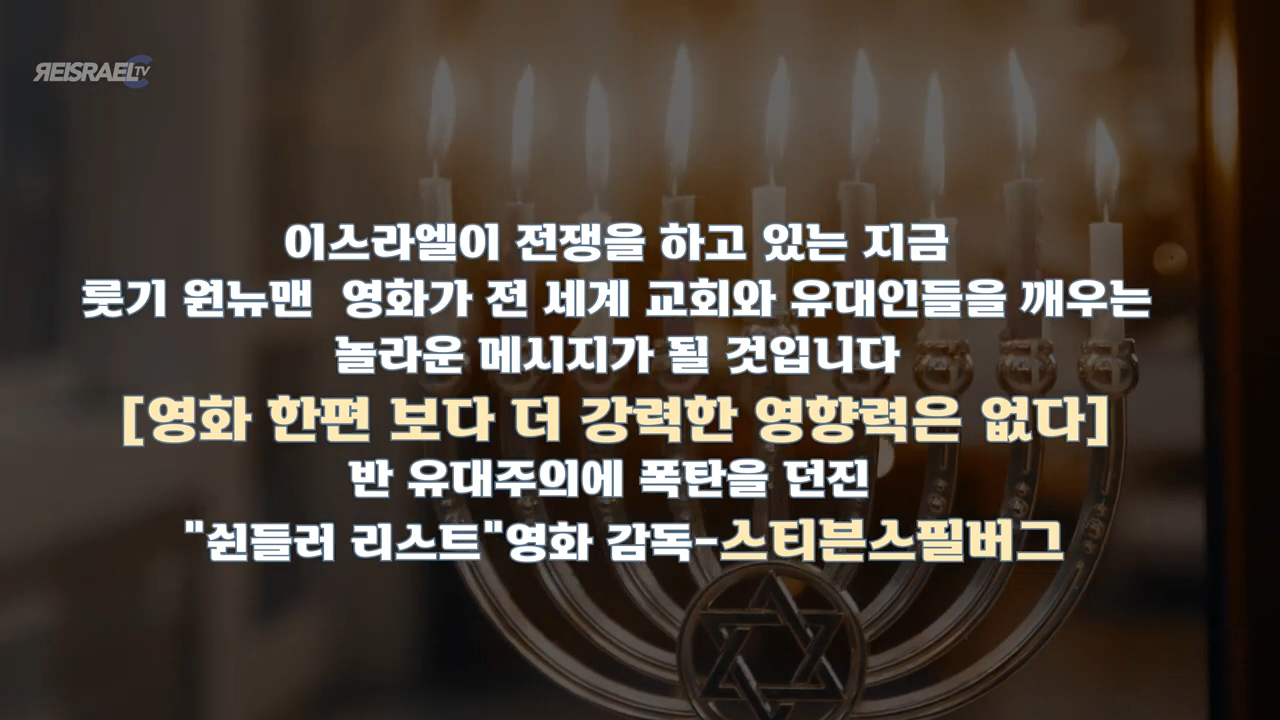 REISRAEL TV
이스라엘이 전쟁을 하고 있는 지금
룻기 원뉴맨 영화가 전 세계 교회와 유대인들을 깨우는
놀라운 메시지가 될 것입니다
[영화 한편 보다 더 강력한 영향력은 없다]
반 유대주의에 폭탄을 던진
"쉰들러 리스트"영화 감독-스티븐스필버그